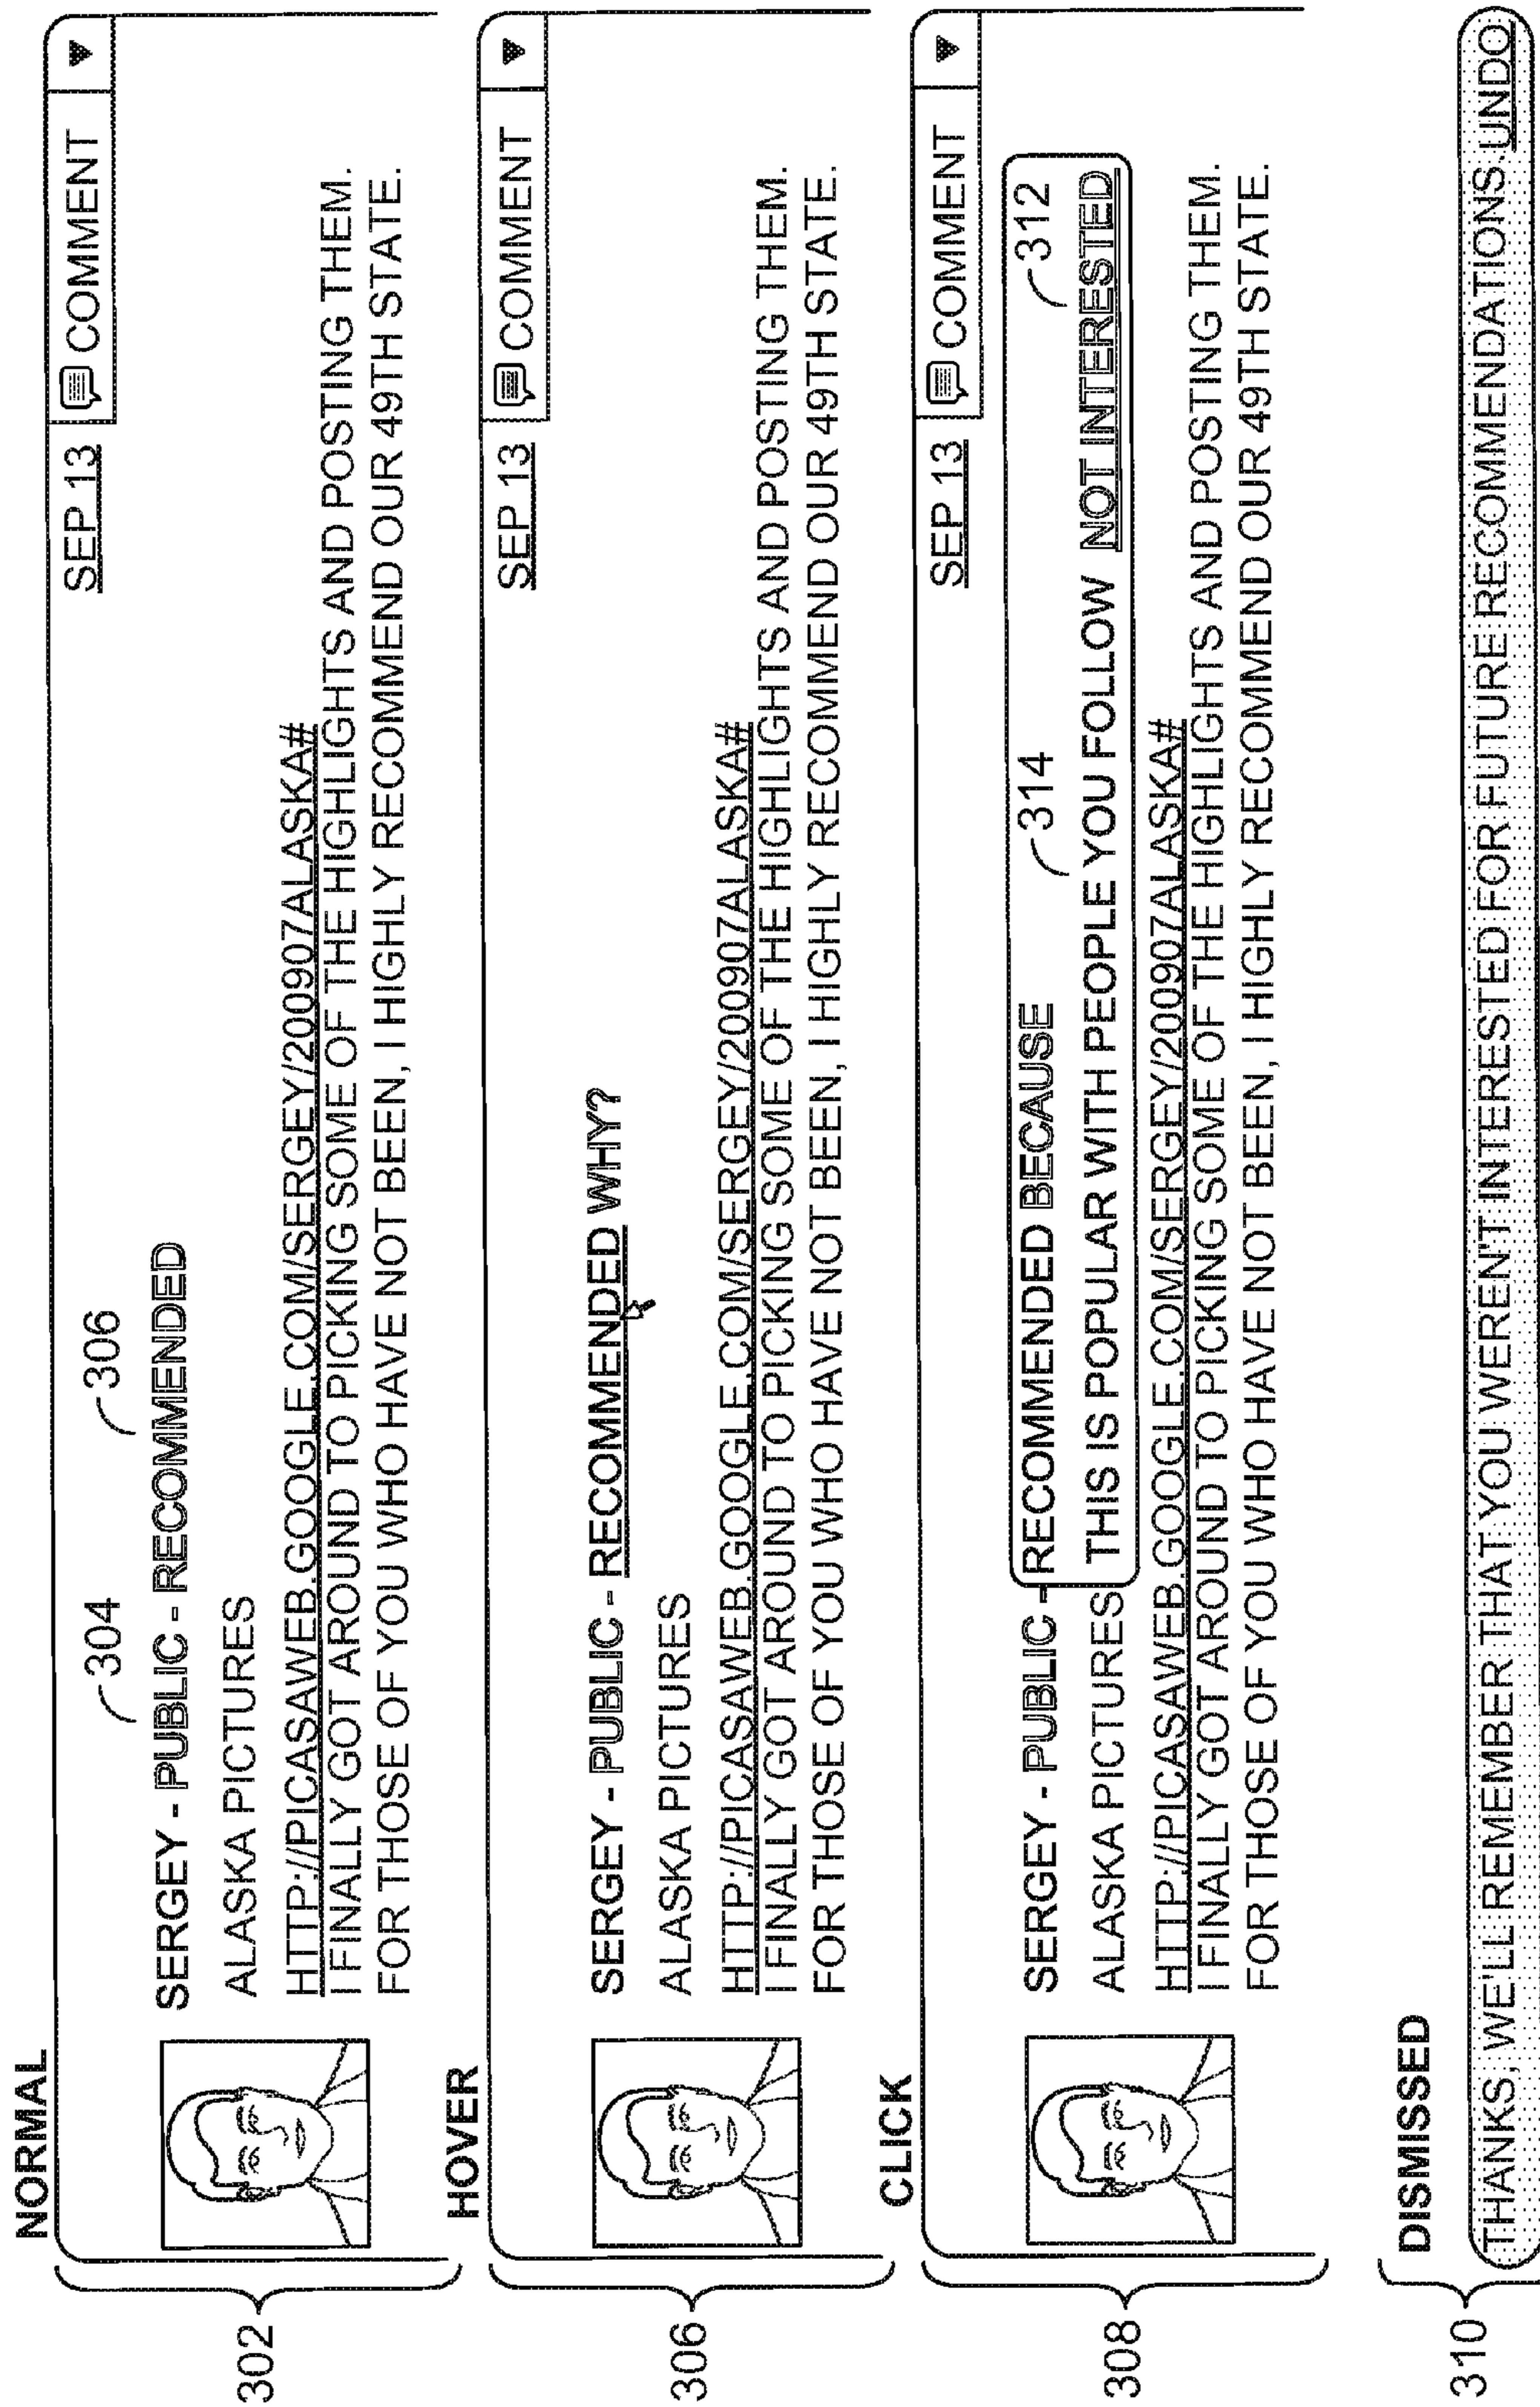 NORMAL
302
304
306
SEP 13
COMMENT
SERGEY - PUBLIC - RECOMMENDED
ALASKA PICTURES
HTTP://PICASAWEB.GOOGLE.COM/SERGEY/200907ALASKA#
I FINALLY GOT AROUND TO PICKING SOME OF THE HIGHLIGHTS AND POSTING THEM.
FOR THOSE OF YOU WHO HAVE NOT BEEN, I HIGHLY RECOMMEND OUR 49TH STATE.
HOVER
306
SEP 13
COMMENT
SERGEY - PUBLIC - RECOMMENDED WHY?
ALASKA PICTURES
HTTP://PICASAWEB.GOOGLE.COM/SERGEY/200907ALASKA#
I FINALLY GOT AROUND TO PICKING SOME OF THE HIGHLIGHTS AND POSTING THEM.
FOR THOSE OF YOU WHO HAVE NOT BEEN, I HIGHLY RECOMMEND OUR 49TH STATE.
CLICK
308
SEP 13
COMMENT
SERGEY - PUBLIC - RECOMMENDED BECAUSE
314
312
ALASKA PICTURES THIS IS POPULAR WITH PEOPLE YOU FOLLOW NOT INTERESTED
HTTP://PICASAWEB.GOOGLE.COM/SERGEY/200907ALASKA#
I FINALLY GOT AROUND TO PICKING SOME OF THE HIGHLIGHTS AND POSTING THEM.
FOR THOSE OF YOU WHO HAVE NOT BEEN, I HIGHLY RECOMMEND OUR 49TH STATE.
DISMISSED
310
THANKS, WE'LL REMEMBER THAT YOU WEREN'T INTERESTED FOR FUTURE RECOMMENDATIONS. UNDO